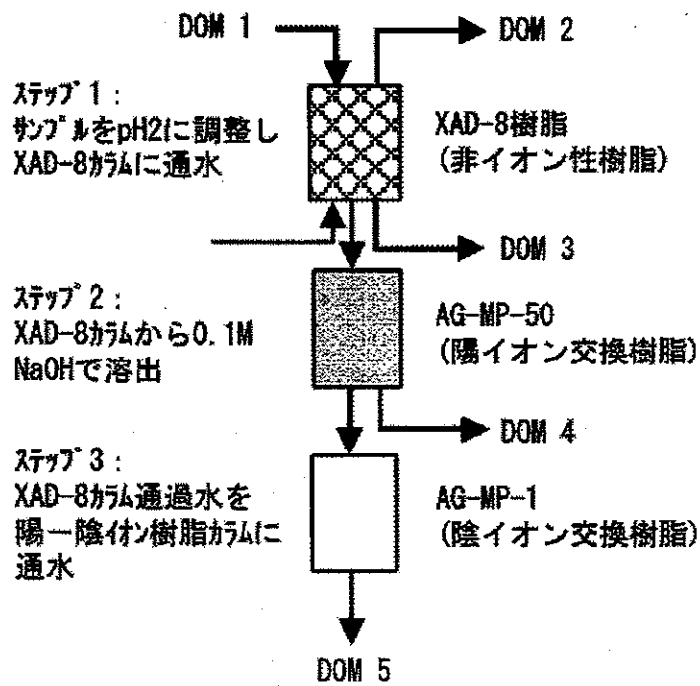 DOM 1
DOM 2
ステップ 1 :
サンプルをpH2に調整し
XAD-8カラムに通水
XAD-8樹脂
(非イオン性樹脂)
DOM 3
ステップ 2 :
XAD-8カラムから0.1M
NaOHで溶出
AG-MP-50
(陽イオン交換樹脂)
DOM 4
ステップ 3 :
XAD-8カラム通過水を
陽ー陰イオン樹脂カラムに
通水
AG-MP-1
(陰イオン交換樹脂)
DOM 5